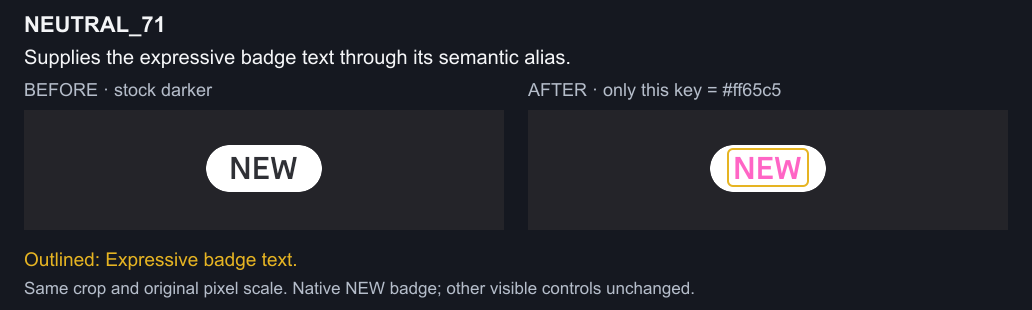 NEUTRAL_71
Supplies the expressive badge text through its semantic alias.
BEFORE · stock darker
AFTER · only this key = #ff65c5
NEW
NEW
Outlined: Expressive badge text.
Same crop and original pixel scale. Native NEW badge; other visible controls unchanged.